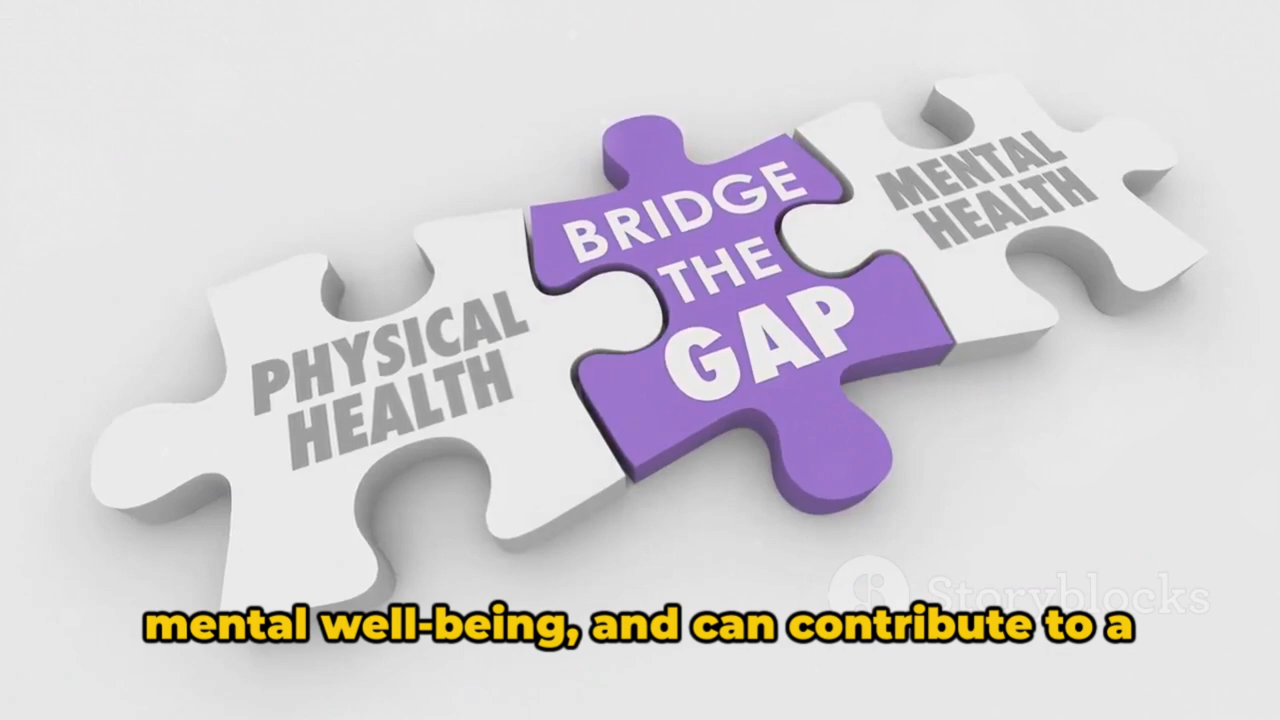 PHYSICAL
HEALTH
BRIDGE
THE
GAP
MENTAL
HEALTH
Storyblocks
mental well-being, and can contribute to a